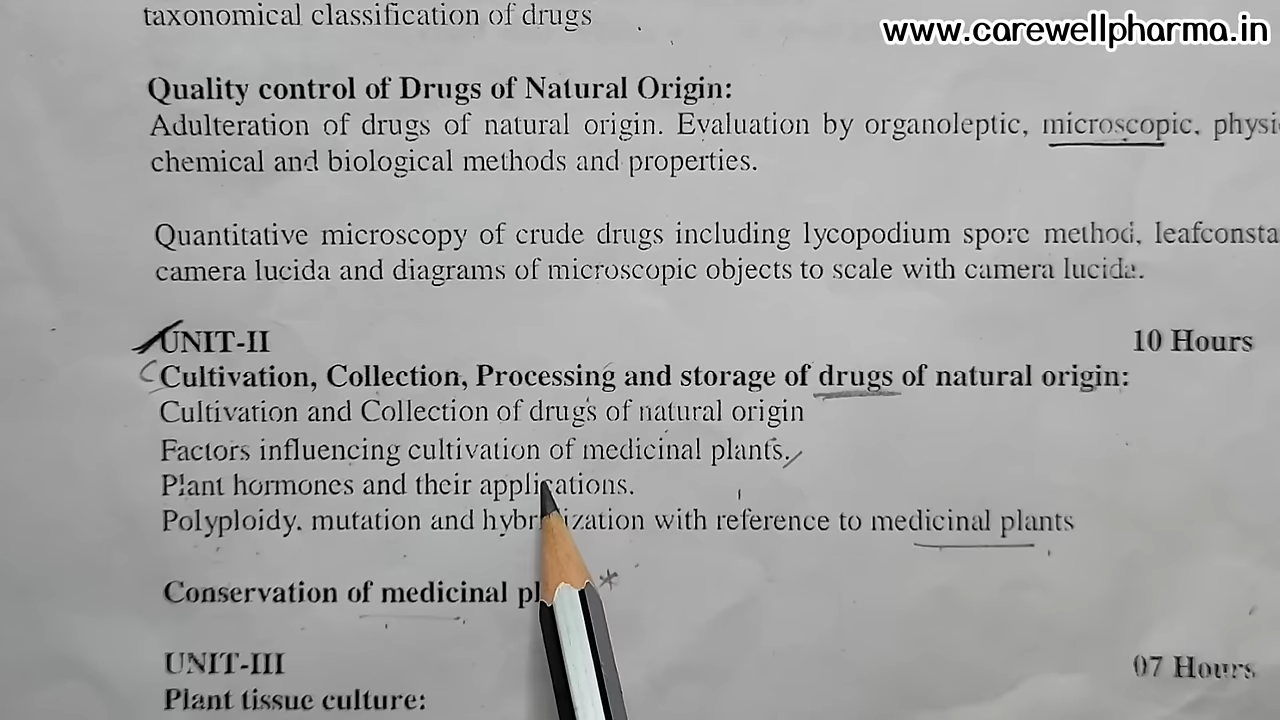 www.carewellpharma.in
taxonomical classification of drugs
Quality control of Drugs of Natural Origin:
Adulteration of drugs of natural origin. Evaluation by organoleptic, microscopic, physi
chemical and biological methods and properties.
Quantitative microscopy of crude drugs including lycopodium spore method, leafconsta
camera lucida and diagrams of microscopic objects to scale with camera lucida.
UNIT-II 10 Hours
Cultivation, Collection, Processing and storage of drugs of natural origin:
Cultivation and Collection of drugs of natural origin
Factors influencing cultivation of medicinal plants.
Plant hormones and their applications.
Polyploidy. mutation and hybridization with reference to medicinal plants
Conservation of medicinal pl
UNIT-III 07 Hours
Plant tissue culture: